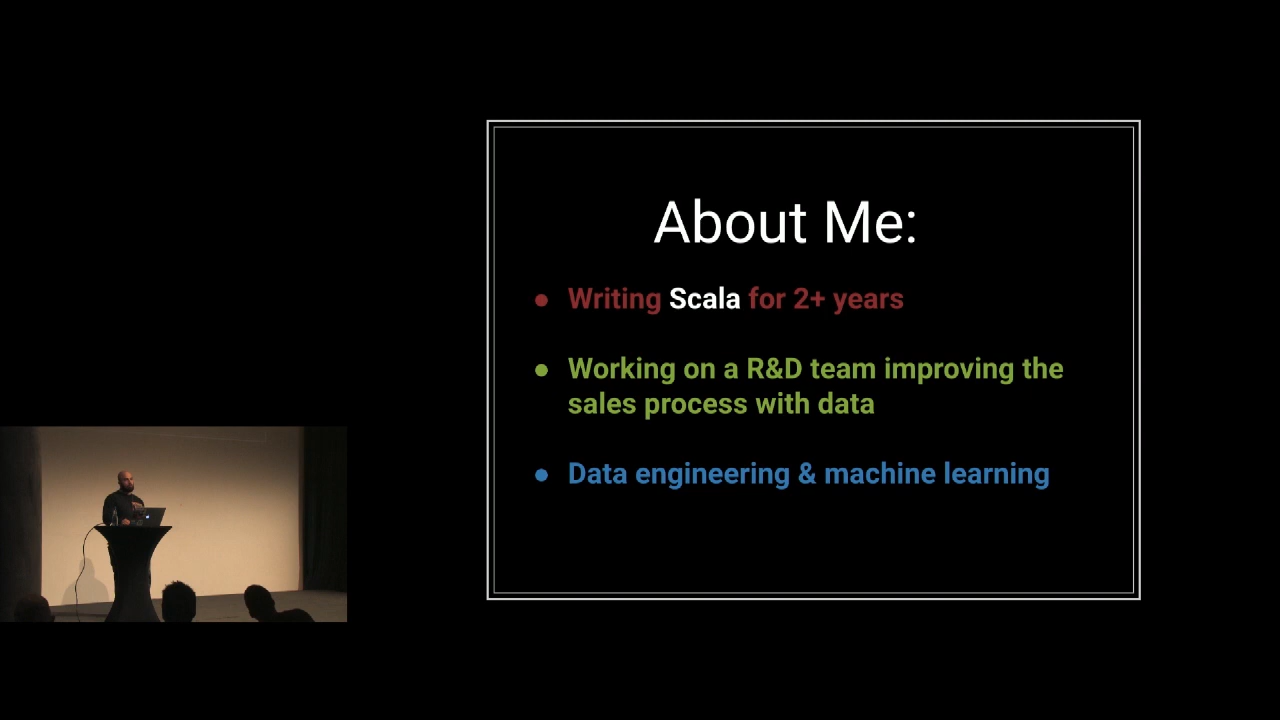 About Me:
● Writing Scala for 2+ years
● Working on a R&D team improving the
sales process with data
● Data engineering & machine learning